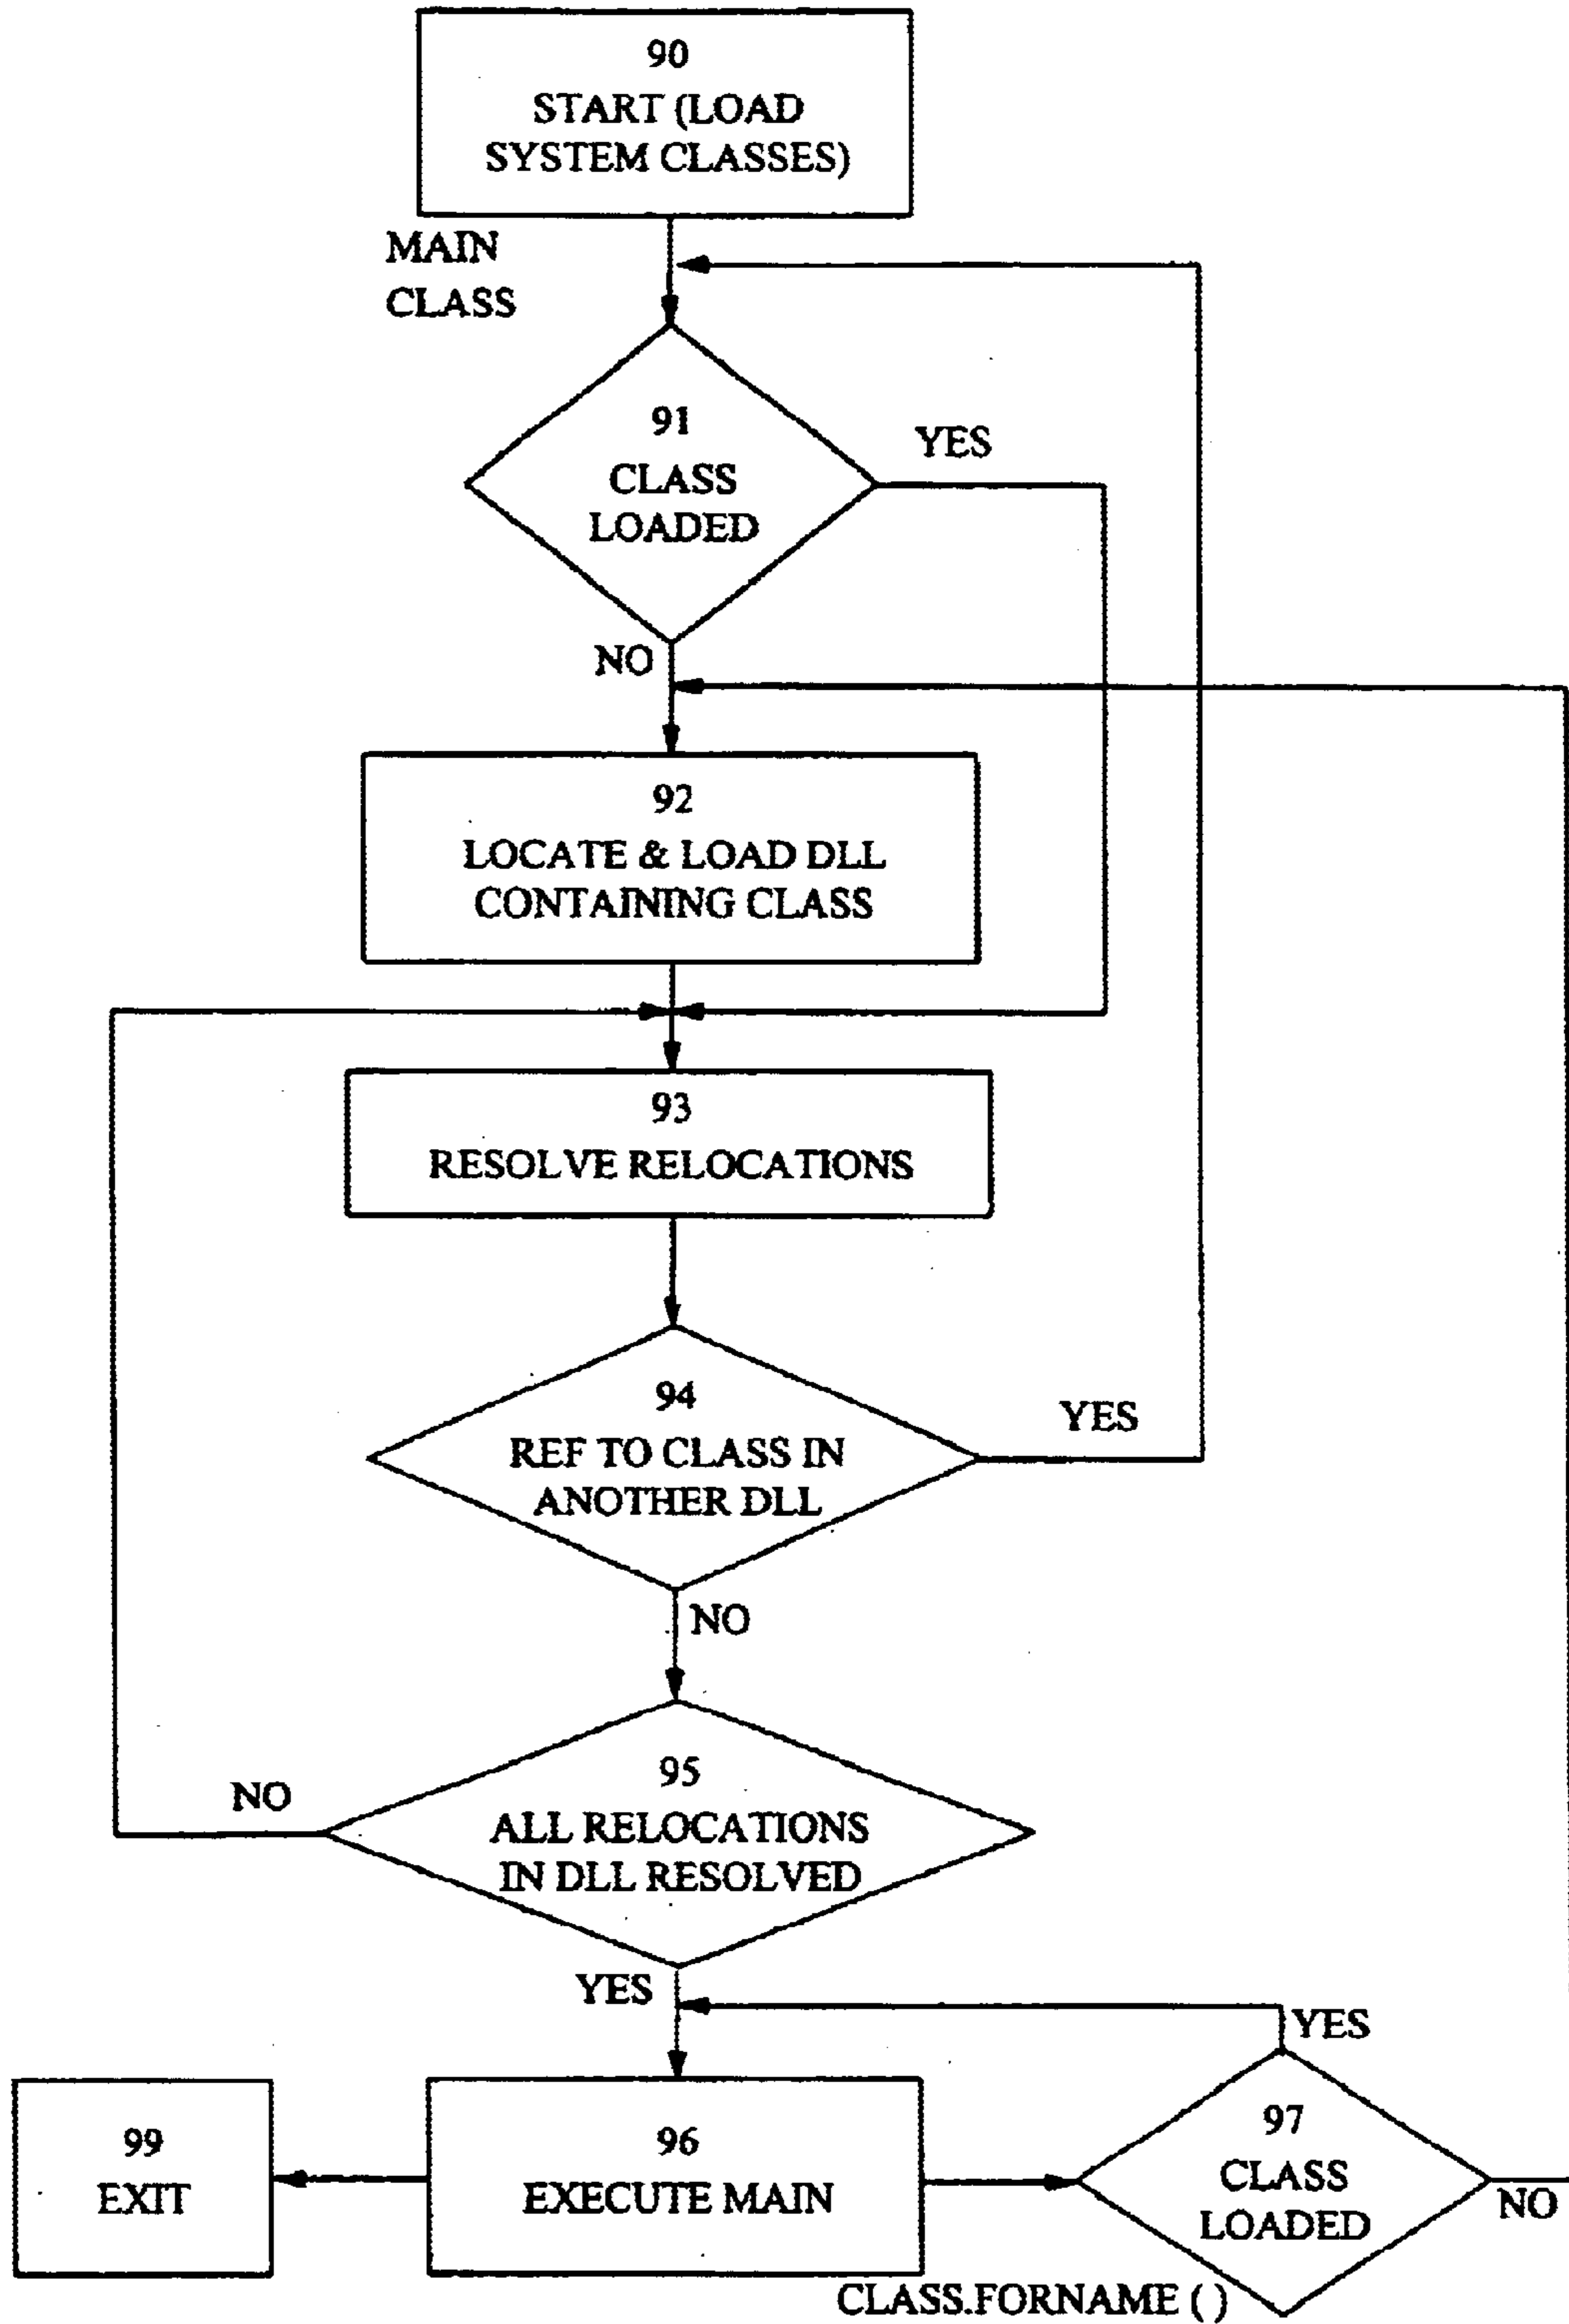 90
START (LOAD
SYSTEM CLASSES)
MAIN
CLASS
91
CLASS
LOADED
YES
NO
92
LOCATE & LOAD DLL
CONTAINING CLASS
93
RESOLVE RELOCATIONS
94
REF TO CLASS IN
ANOTHER DLL
YES
NO
95
ALL RELOCATIONS
IN DLL RESOLVED
NO
YES
YES
99
EXIT
96
EXECUTE MAIN
97
CLASS
LOADED
NO
CLASS.FORNAME ( )